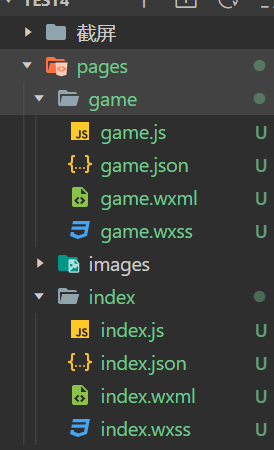 TEST4
截屏
pages
game
game.js U
game.json U
game.wxml U
game.wxss U
images
index
index.js U
index.json U
index.wxml U
index.wxss U